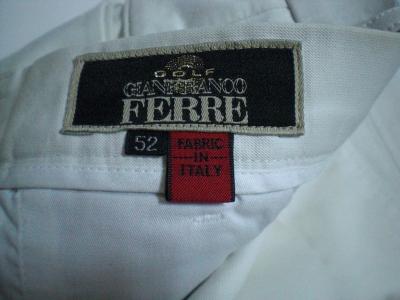 GOLF
GIANFRANCO
FERRE
52
FABRIC
IN
ITALY